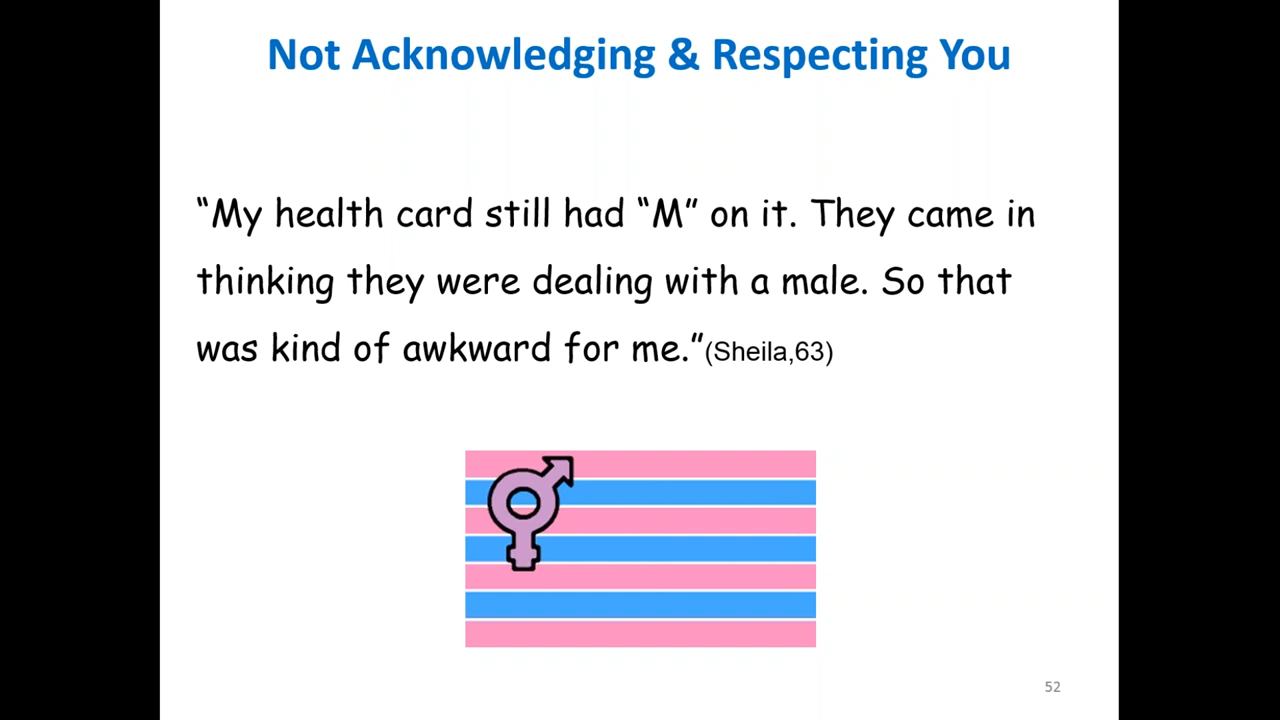 Not Acknowledging & Respecting You
“My health card still had “M” on it. They came in
thinking they were dealing with a male. So that
was kind of awkward for me.”(Sheila,63)
52